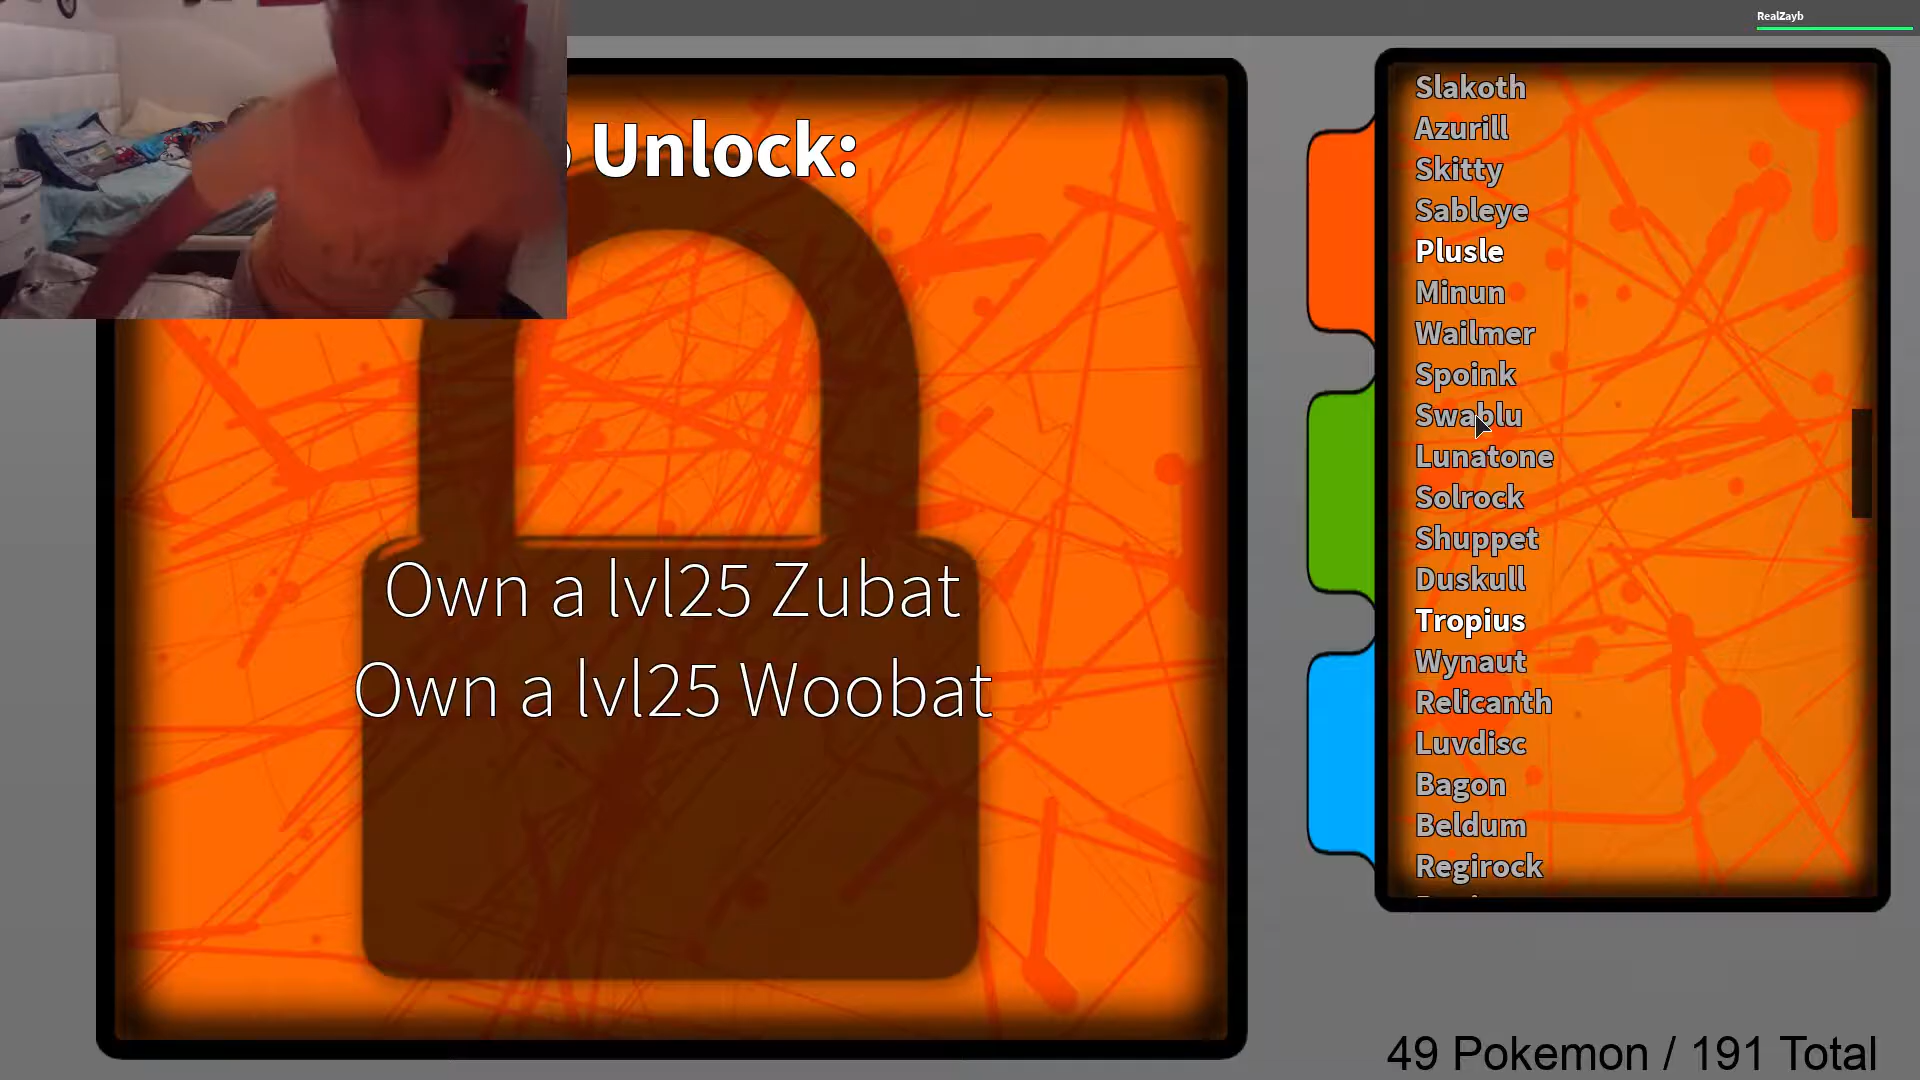 RealZayb
Unlock:
Own a lvl25 Zubat
Own a lvl25 Woobat
Slakoth
Azurill
Skitty
Sableye
Plusle
Minun
Wailmer
Spoink
Swablu
Lunatone
Solrock
Shuppet
Duskull
Tropius
Wynaut
Relicanth
Luvdisc
Bagon
Beldum
Regirock
49 Pokemon / 191 Total